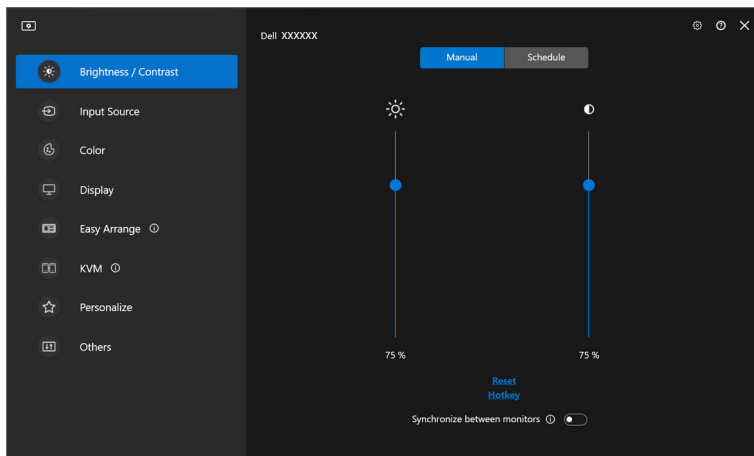 Dell XXXXXX
Manual
Schedule
Brightness / Contrast
Input Source
Color
Display
Easy Arrange
KVM
Personalize
Others
75 %
75 %
Reset
Hotkey
Synchronize between monitors